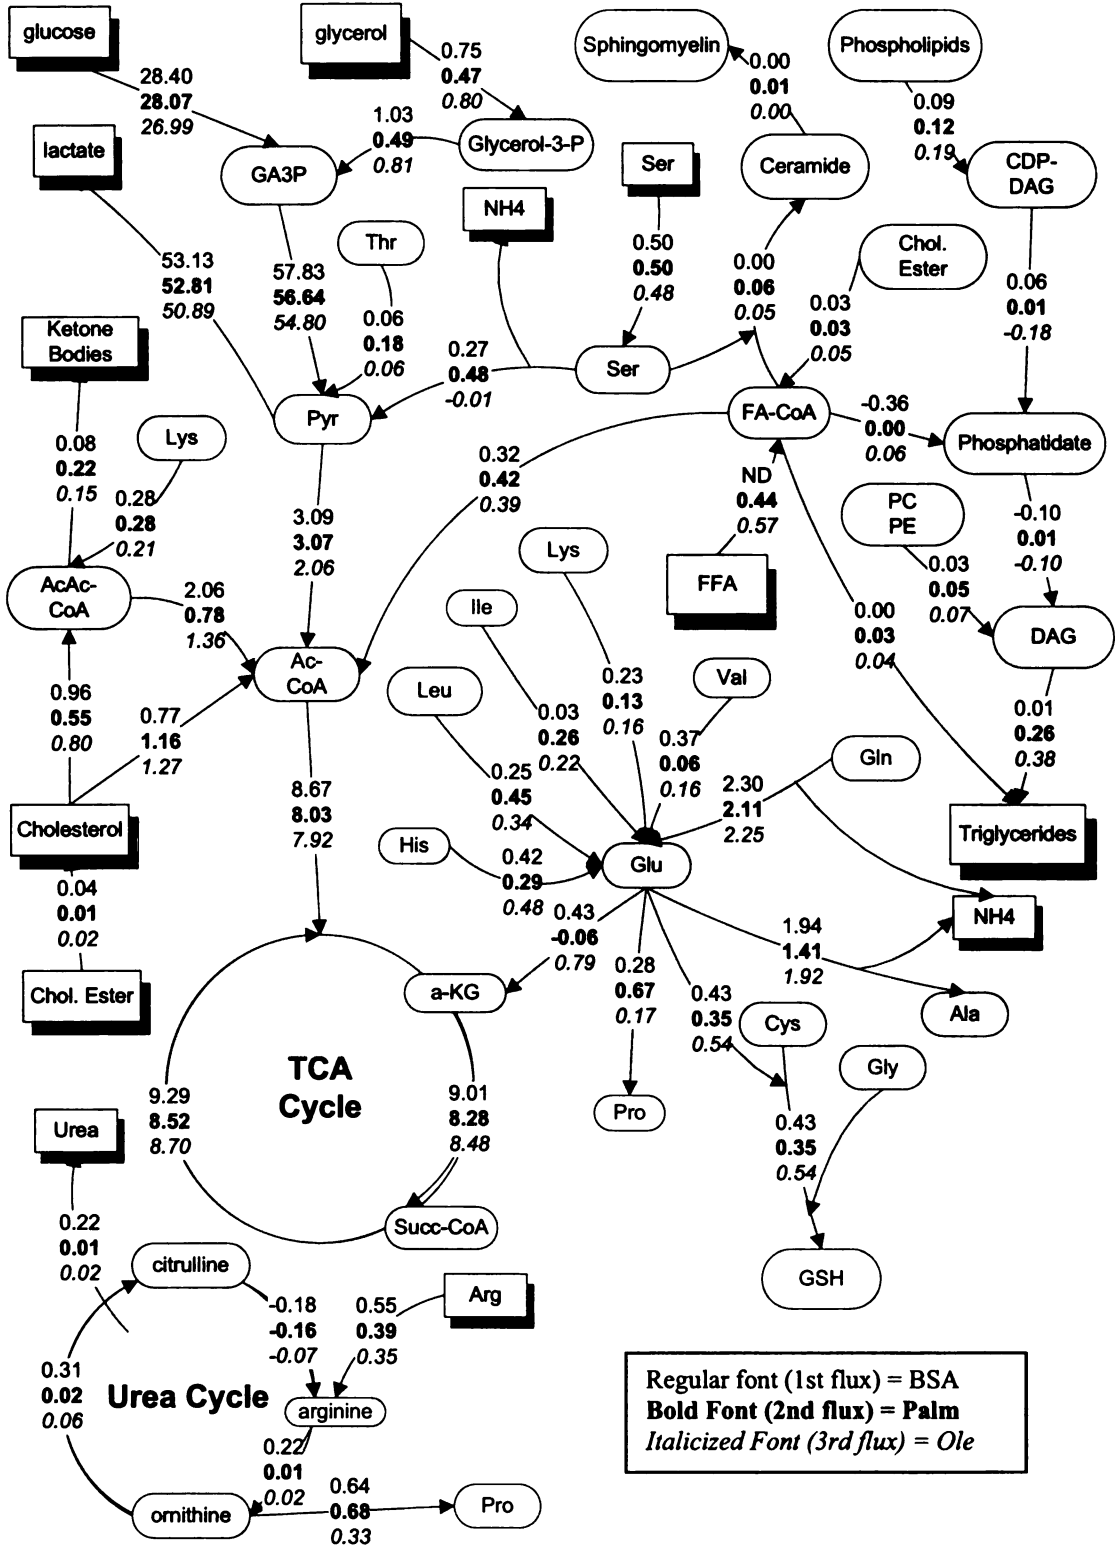 glucose
28.40
28.07
26.99
glycerol
0.75
0.47
0.80
Sphingomyelin
0.00
0.01
0.00
Phospholipids
0.09
0.12
0.19
lactate
GA3P
1.03
0.49
0.81
Glycerol-3-P
Ser
Ceramide
CDP-
DAG
NH4
Thr
53.13
52.81
50.89
57.83
56.64
54.80
0.06
0.18
0.06
0.50
0.50
0.48
0.00
0.06
0.05
Chol.
Ester
0.03
0.03
0.05
0.06
0.01
-0.18
Ketone
Bodies
0.27
0.48
-0.01
Ser
Pyr
FA-CoA
-0.36
0.00
0.06
Phosphatidate
0.08
0.22
0.15
Lys
0.28
0.28
0.21
0.32
0.42
0.39
ND
0.44
0.57
PC
PE
-0.10
0.01
-0.10
3.09
3.07
2.06
AcAc-
CoA
2.06
0.78
1.36
Lys
Ile
FFA
0.03
0.05
0.07
0.00
0.03
0.04
DAG
Ac-
CoA
0.96
0.55
0.80
0.77
1.16
1.27
Leu
0.23
0.13
0.16
Val
0.03
0.26
0.22
0.37
0.06
0.16
0.01
0.26
0.38
8.67
8.03
7.92
0.25
0.45
0.34
2.30
2.11
2.25
Gln
Cholesterol
His
0.42
0.29
0.48
Glu
Triglycerides
0.04
0.01
0.02
Chol. Ester
0.43
-0.06
0.79
0.28
0.67
0.17
1.94
1.41
1.92
NH4
a-KG
0.43
0.35
0.54
Cys
Ala
TCA
Cycle
9.29
8.52
8.70
9.01
8.28
8.48
Gly
Pro
Urea
0.43
0.35
0.54
Succ-CoA
0.22
0.01
0.02
citrulline
GSH
-0.18
-0.16
-0.07
0.55
0.39
0.35
Arg
0.31
0.02
0.06
Urea Cycle
arginine
0.22
0.01
0.02
ornithine
0.64
0.68
0.33
Pro
Regular font (1st flux) = BSA
Bold Font (2nd flux) = Palm
Italicized Font (3rd flux) = Ole